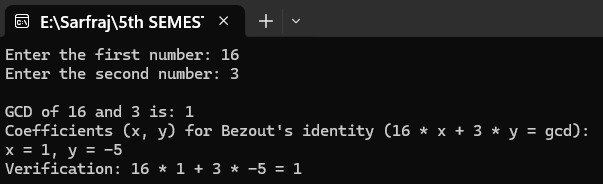 E:\Sarfraj\5th SEMEST
Enter the first number: 16
Enter the second number: 3
GCD of 16 and 3 is: 1
Coefficients (x, y) for Bezout's identity (16 * x + 3 * y = gcd):
x = 1, y = -5
Verification: 16 * 1 + 3 * -5 = 1